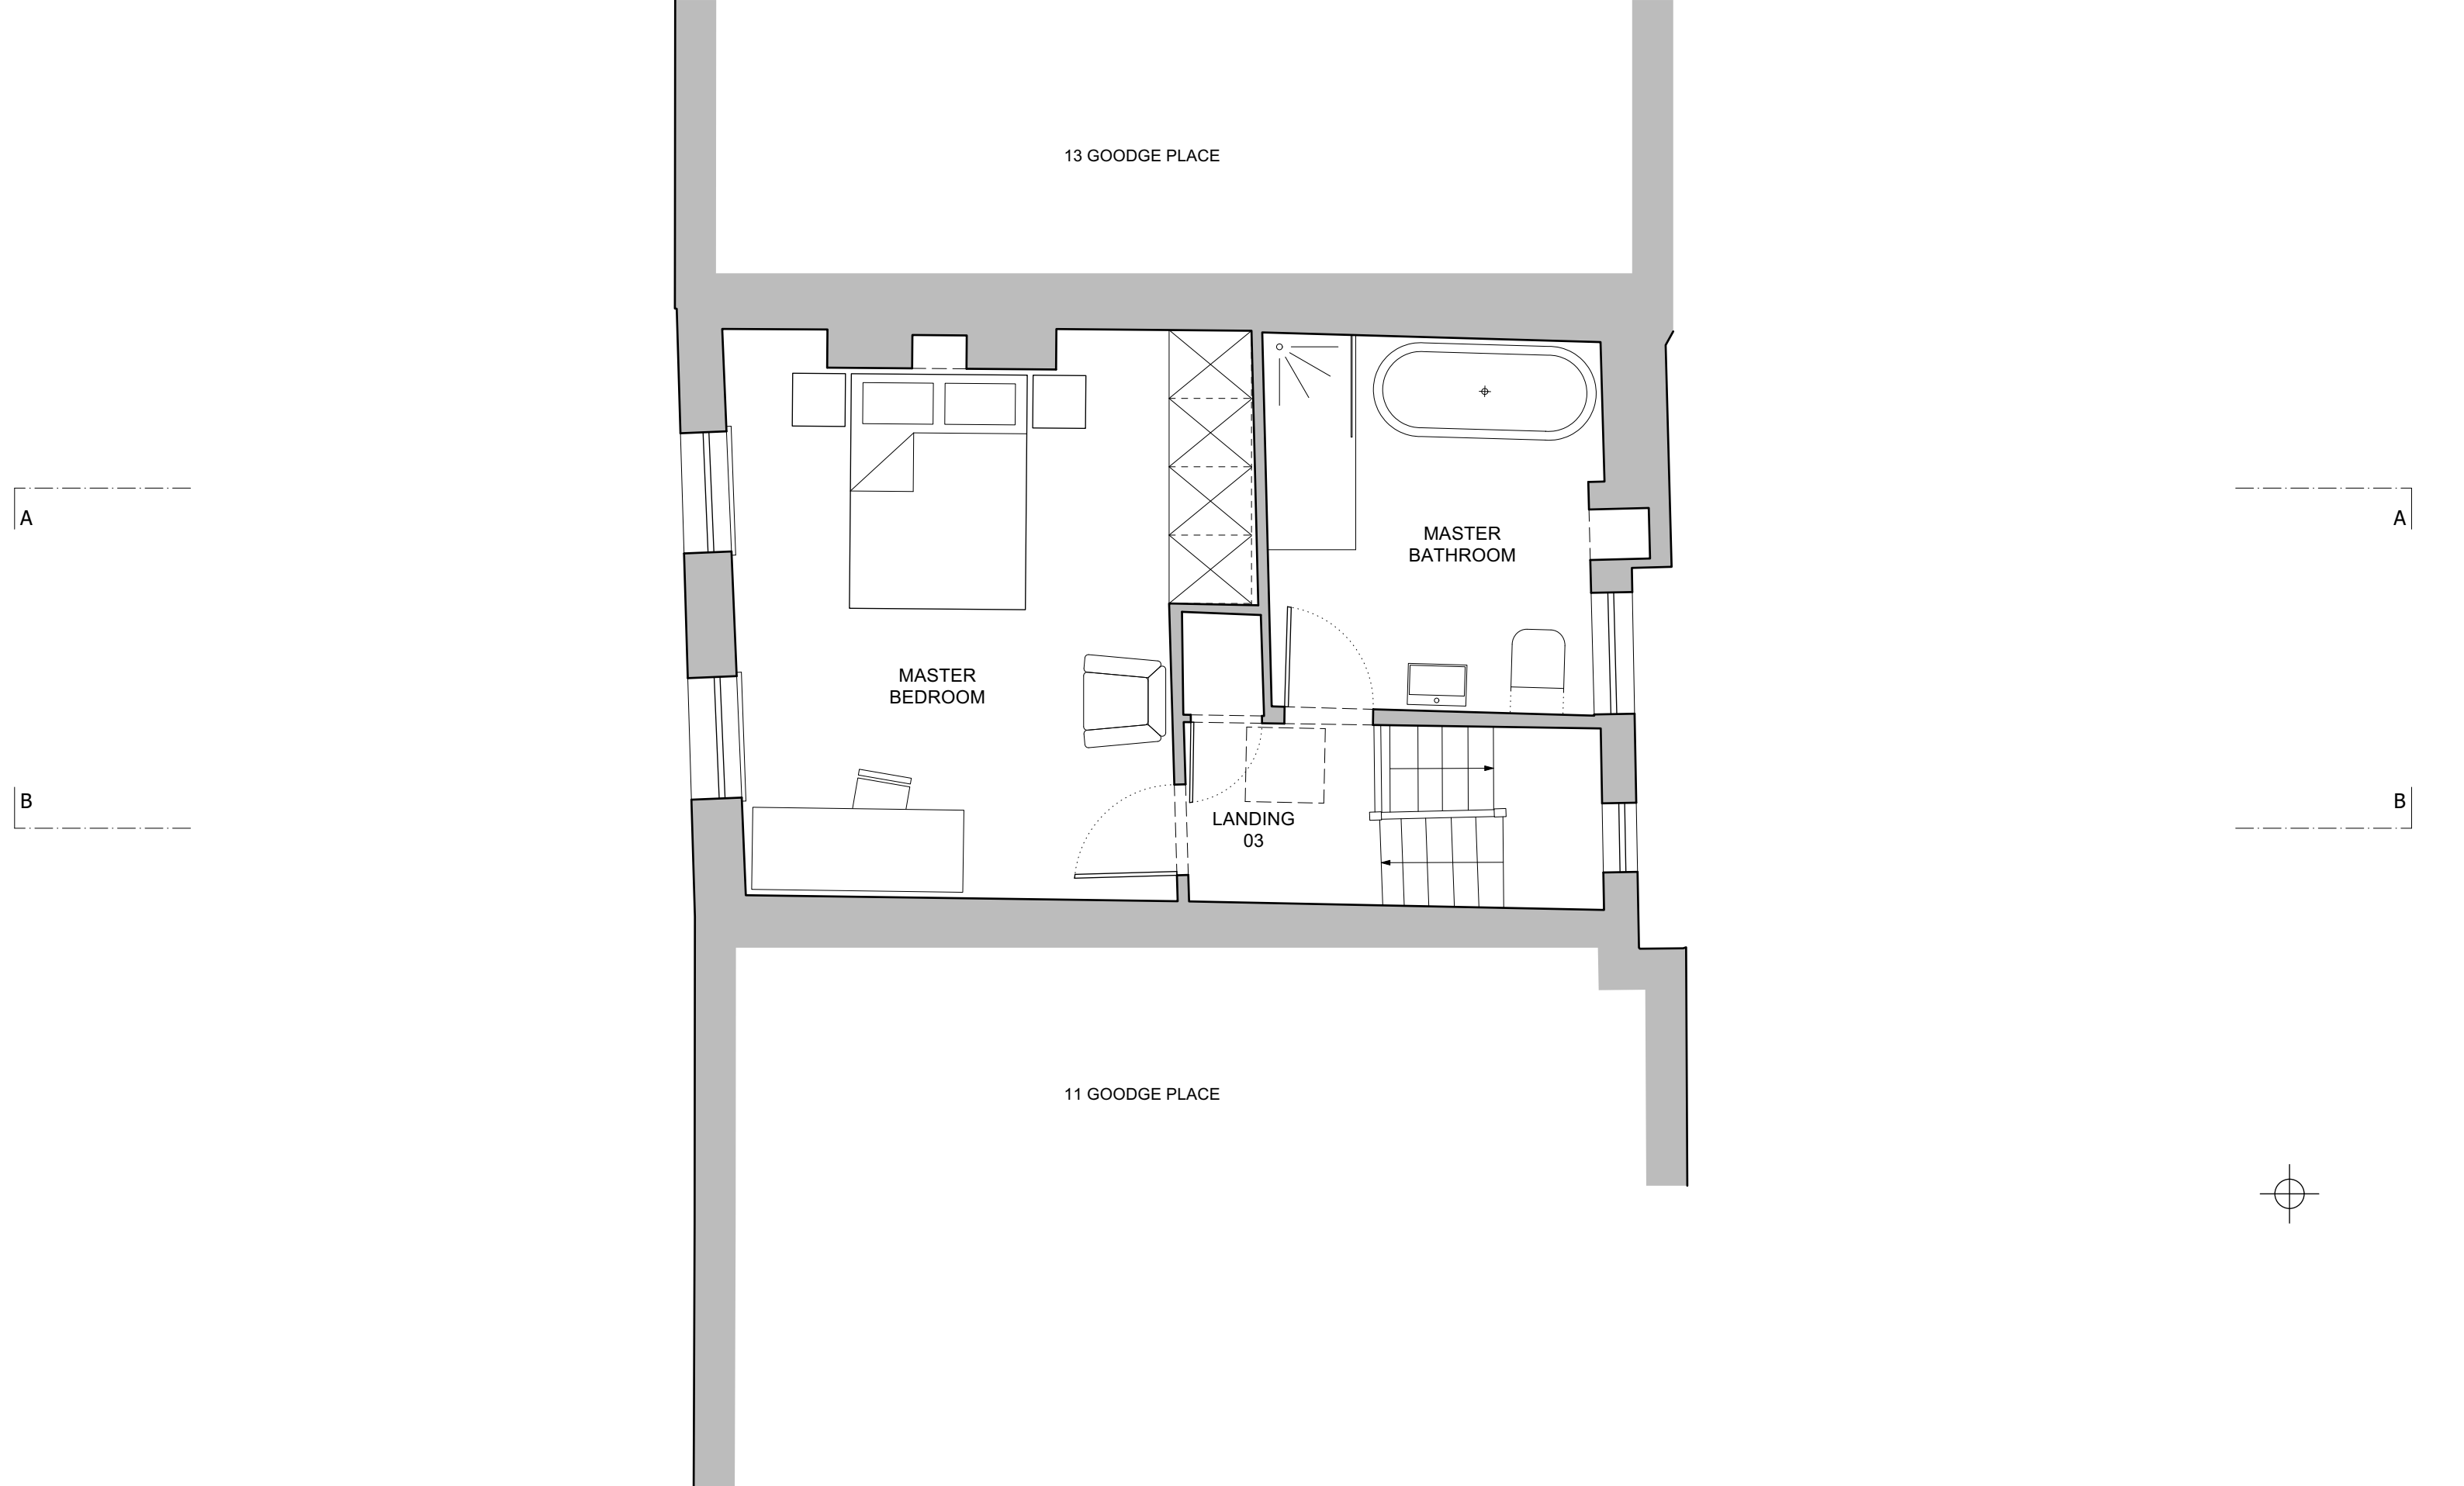 13 GOODGE PLACE
A
A
MASTER
BATHROOM
MASTER
BEDROOM
B
B
LANDING
03
11 GOODGE PLACE